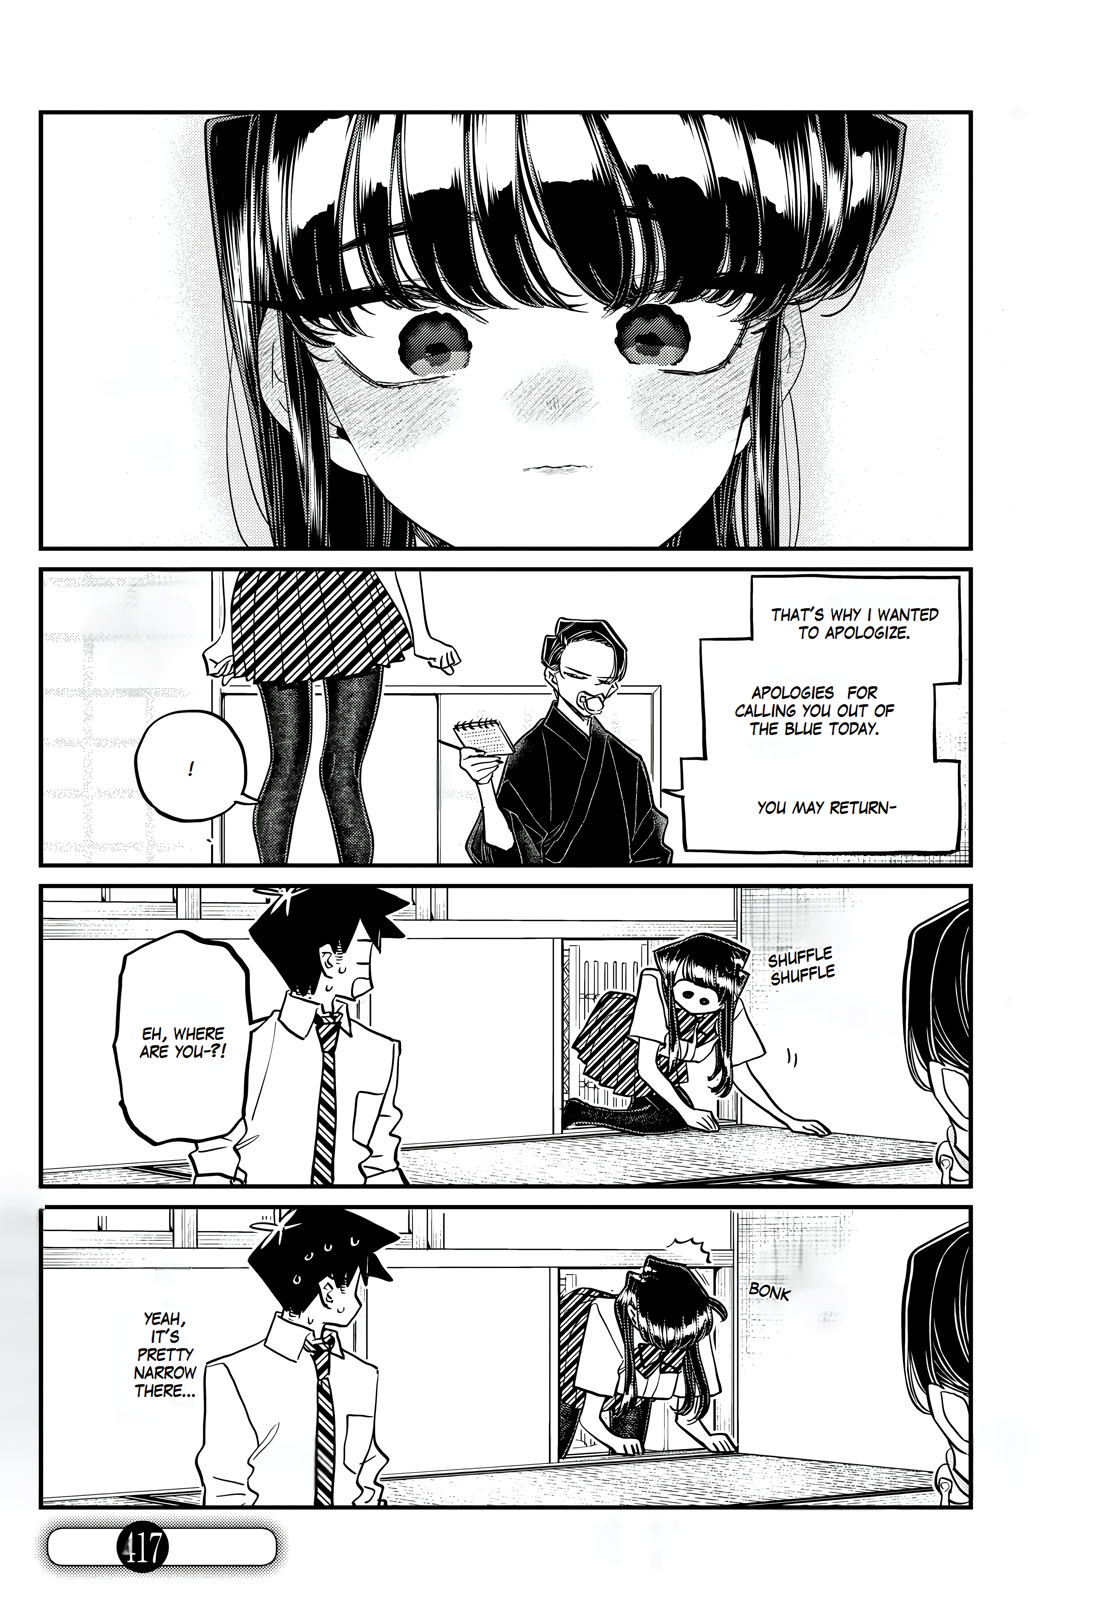 THAT'S WHY I WANTED
TO APOLOGIZE.
APOLOGIES FOR
CALLING YOU OUT OF
THE BLUE TODAY.
YOU MAY RETURN-
!
SHUFFLE
SHUFFLE
EH, WHERE
ARE YOU-?!
BONK
YEAH,
IT'S
PRETTY
NARROW
THERE...
417